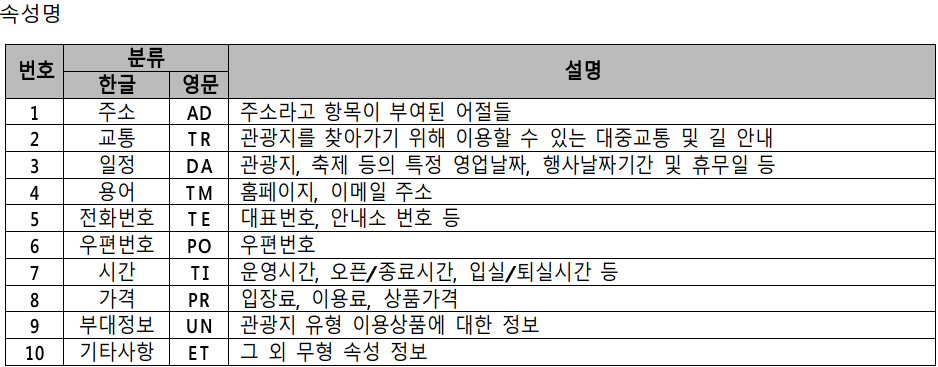 속성명
번호 분류 설명
한글 영문
1 주소 AD 주소라고 항목이 부여된 어절들
2 교통 TR 관광지를 찾아가기 위해 이용할 수 있는 대중교통 및 길 안내
3 일정 DA 관광지, 축제 등의 특정 영업날짜, 행사날짜기간 및 휴무일 등
4 용어 TM 홈페이지, 이메일 주소
5 전화번호 TE 대표번호, 안내소 번호 등
6 우편번호 PO 우편번호
7 시간 TI 운영시간, 오픈/종료시간, 입실/퇴실시간 등
8 가격 PR 입장료, 이용료, 상품가격
9 부대정보 UN 관광지 유형 이용상품에 대한 정보
10 기타사항 ET 그 외 무형 속성 정보